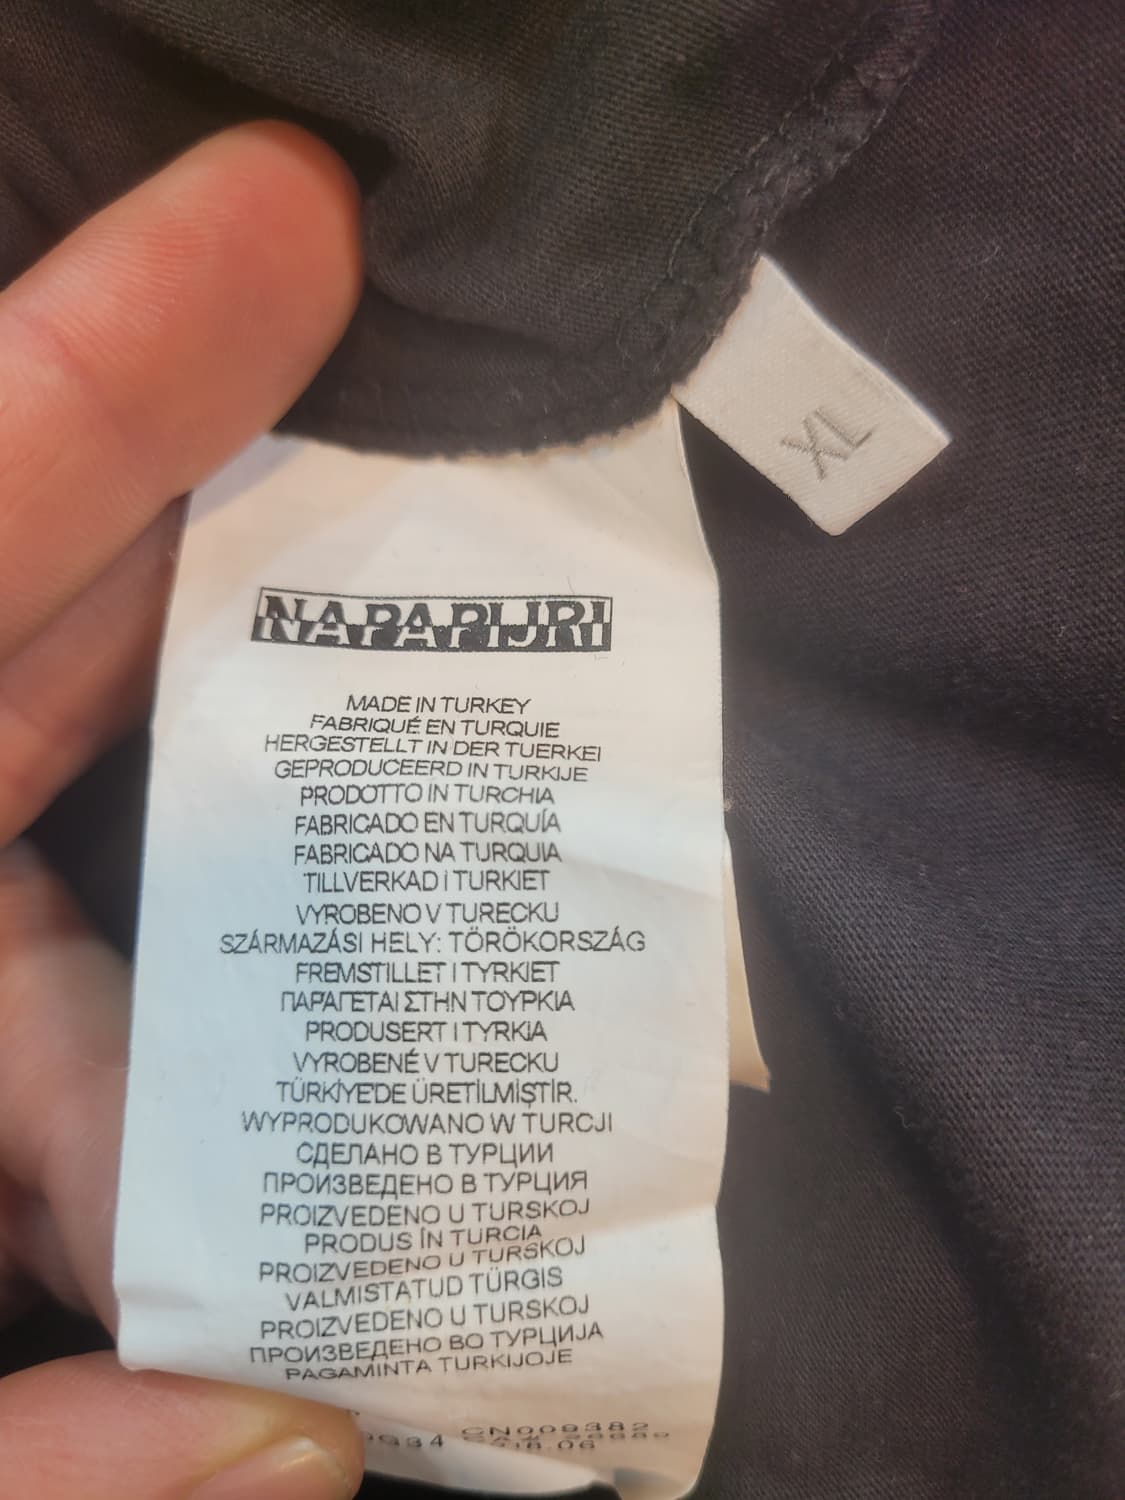 XL
NAPAPIJRI
MADE IN TURKEY
FABRIQUÉ EN TURQUIE
HERGESTELLT IN DER TUERKEI
GEPRODUCEERD IN TURKIJE
PRODOTTO IN TURCHIA
FABRICADO EN TURQUÍA
FABRICADO NA TURQUIA
TILLVERKAD I TURKIET
VYROBENO V TURECKU
SZÁRMAZÁSI HELY: TÖRÖKORSZÁG
FREMSTILLET I TYRKIET
ΠΑΡΑΓΕΤΑΙ ΣΤΗΝ ΤΟΥΡΚΙΑ
PRODUSERT I TYRKIA
VYROBENÉ V TURECKU
TÜRKİYE'DE ÜRETİLMİŞTİR.
WYPRODUKOWANO W TURCJI
СДЕЛАНО В ТУРЦИИ
ПРОИЗВЕДЕНО В ТУРЦИЯ
PROIZVEDENO U TURSKOJ
PRODUS ÎN TURCIA
PROIZVEDENO U TURSKOJ
VALMISTATUD TÜRGIS
PROIZVEDENO U TURSKOJ
ПРОИЗВЕДЕНО ВО ТУРЦИЈА
PAGAMINTA TURKIJOJE
CN009382